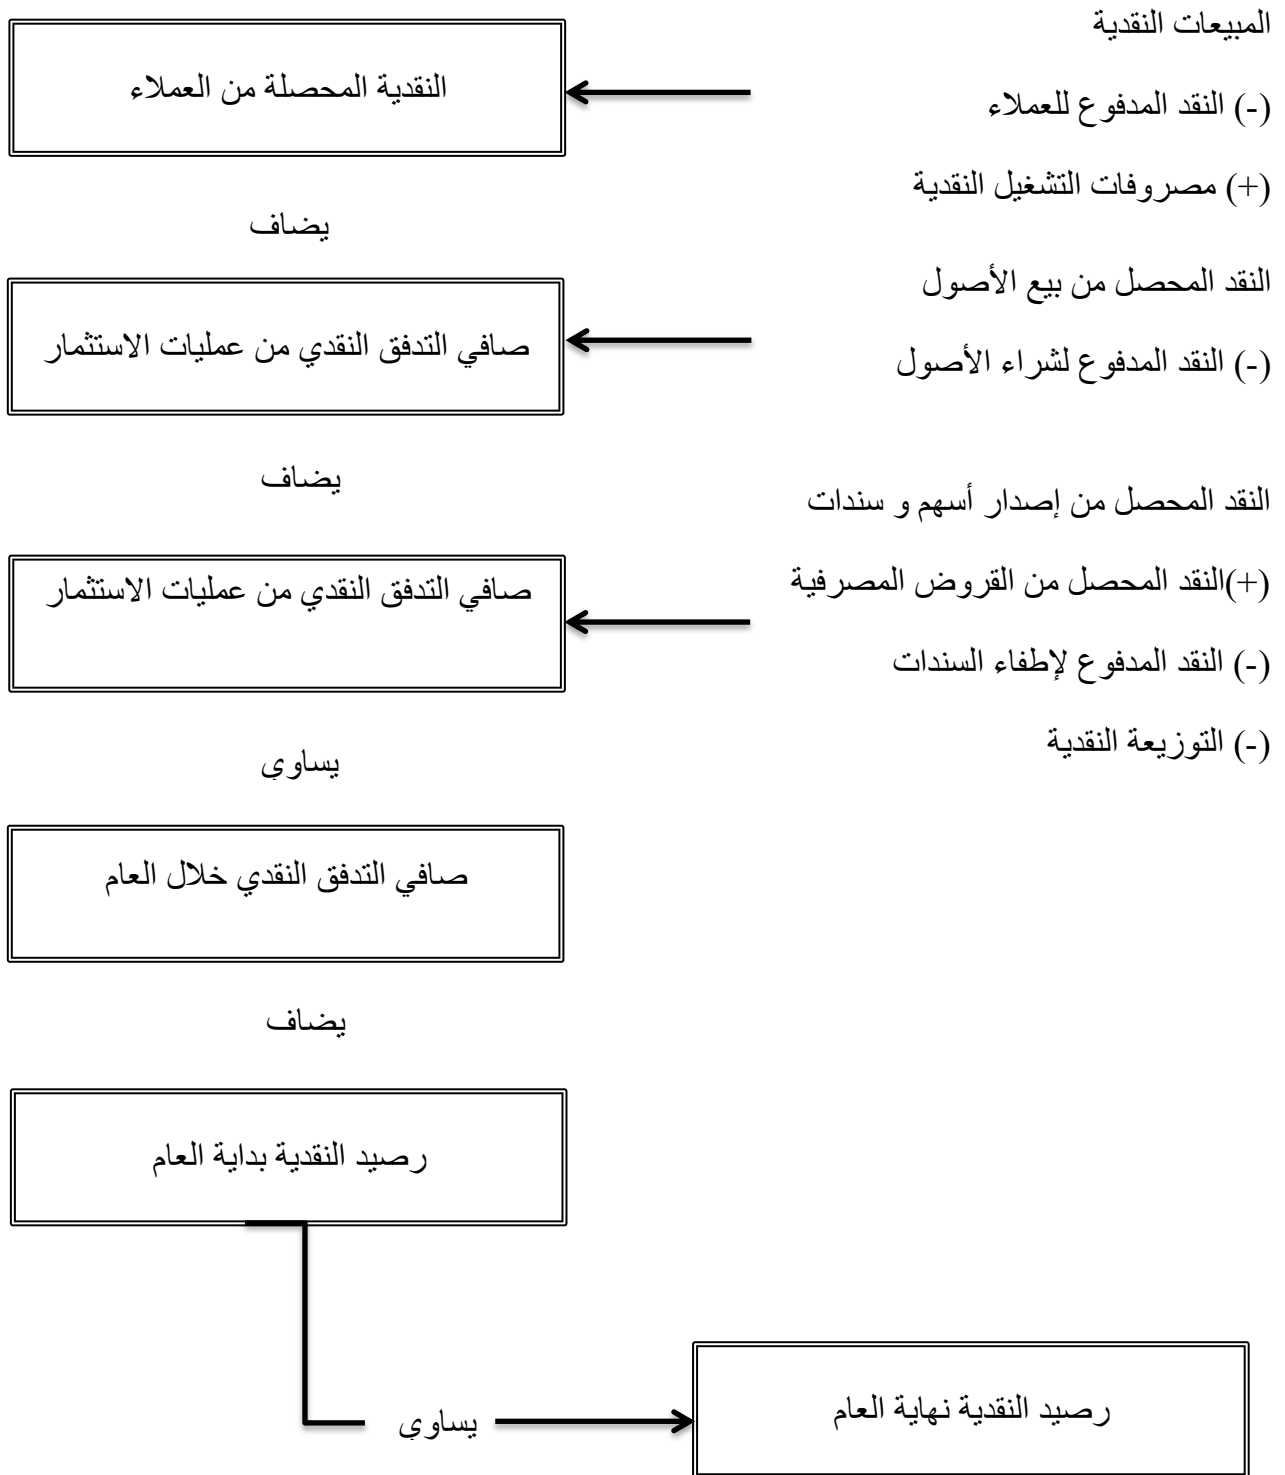 المبيعات النقدية
النقدية المحصلة من العملاء
(-) النقد المدفوع للعملاء
(+) مصروفات التشغيل النقدية
يضاف
النقد المحصل من بيع الأصول
صافي التدفق النقدي من عمليات الاستثمار
(-) النقد المدفوع لشراء الأصول
يضاف
النقد المحصل من إصدار أسهم و سندات
(+)النقد المحصل من القروض المصرفية
صافي التدفق النقدي من عمليات الاستثمار
(-) النقد المدفوع لإطفاء السندات
(-) التوزيعة النقدية
يساوي
صافي التدفق النقدي خلال العام
يضاف
رصيد النقدية بداية العام
يساوي
رصيد النقدية نهاية العام